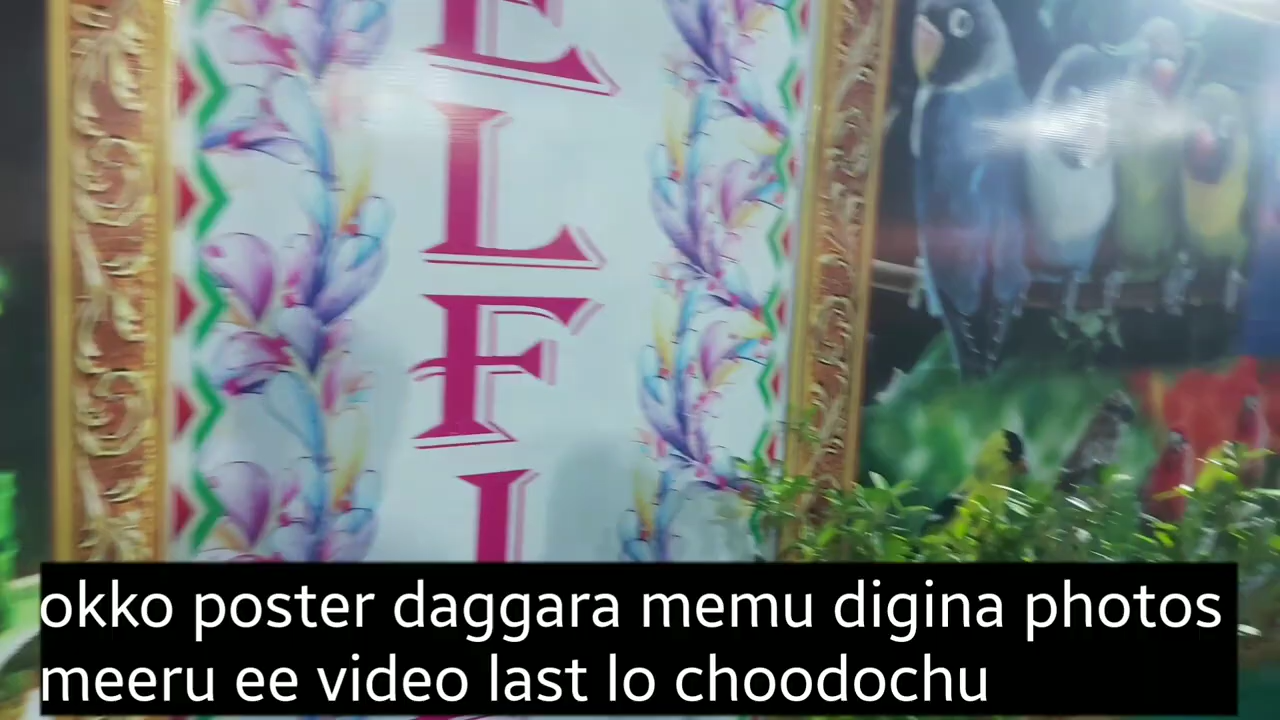 E
L
F
I
okko poster daggara memu digina photos
meeru ee video last lo choodochu